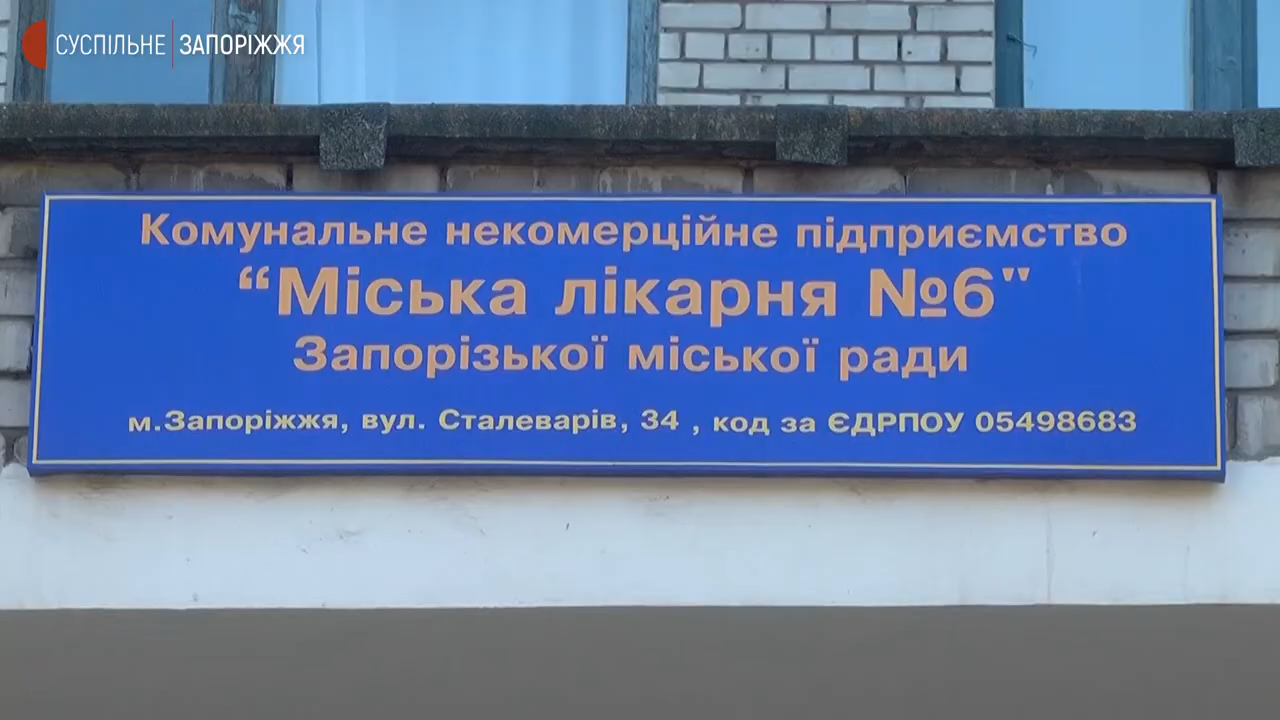 СУСПІЛЬНЕ ЗАПОРІЖЖЯ
Комунальне некомерційне підприємство
“Міська лікарня №6"
Запорізької міської ради
м.Запоріжжя, вул. Сталеварів, 34 , код за ЄДРПОУ 05498683